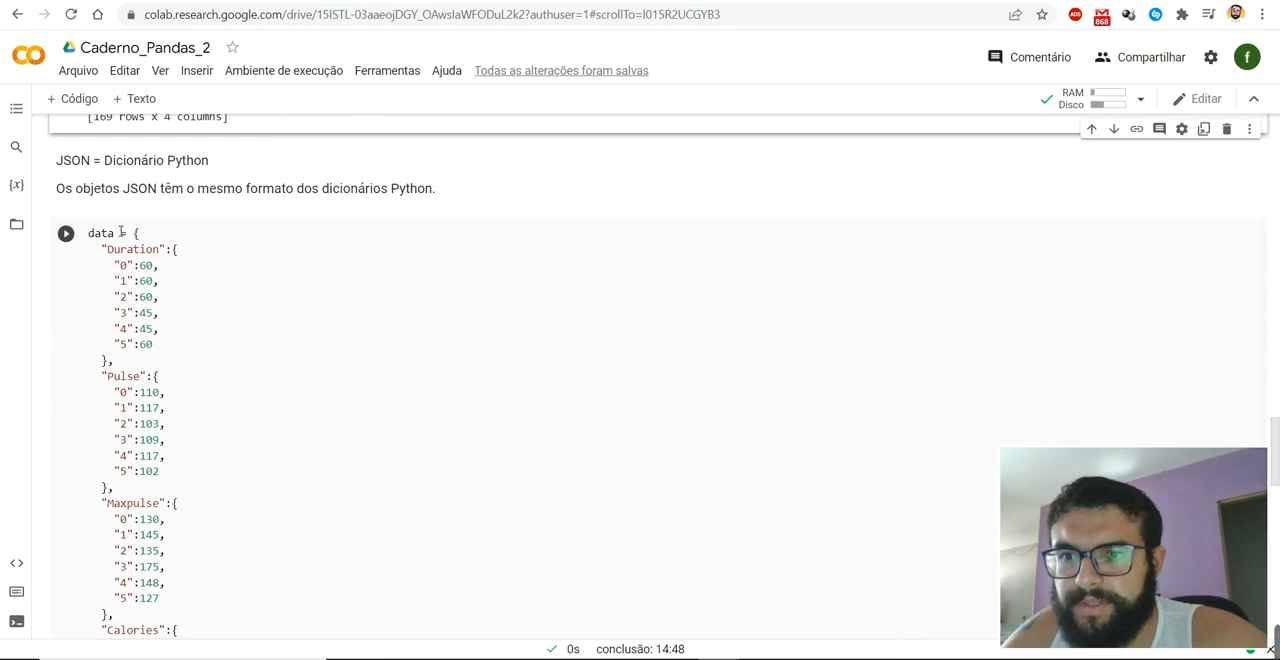 colab.research.google.com/drive/15ISTL-03aaeojDGY_OAwsIaWFODuL2k2?authuser=1#scrollTo=I015R2UCGYB3
ADS
868
Caderno_Pandas_2
Comentário
Compartilhar
f
Arquivo Editar Ver Inserir Ambiente de execução Ferramentas Ajuda Todas as alterações foram salvas
+ Código + Texto
RAM
Disco
Editar
[169 rows x 4 columns]
JSON = Dicionário Python
Os objetos JSON têm o mesmo formato dos dicionários Python.
{x}
data = {
"Duration":{
"0":60,
"1":60,
"2":60,
"3":45,
"4":45,
"5":60
},
"Pulse":{
"0":110,
"1":117,
"2":103,
"3":109,
"4":117,
"5":102
},
"Maxpulse":{
"0":130,
"1":145,
"2":135,
"3":175,
"4":148,
"5":127
},
"Calories":{
0s conclusão: 14:48